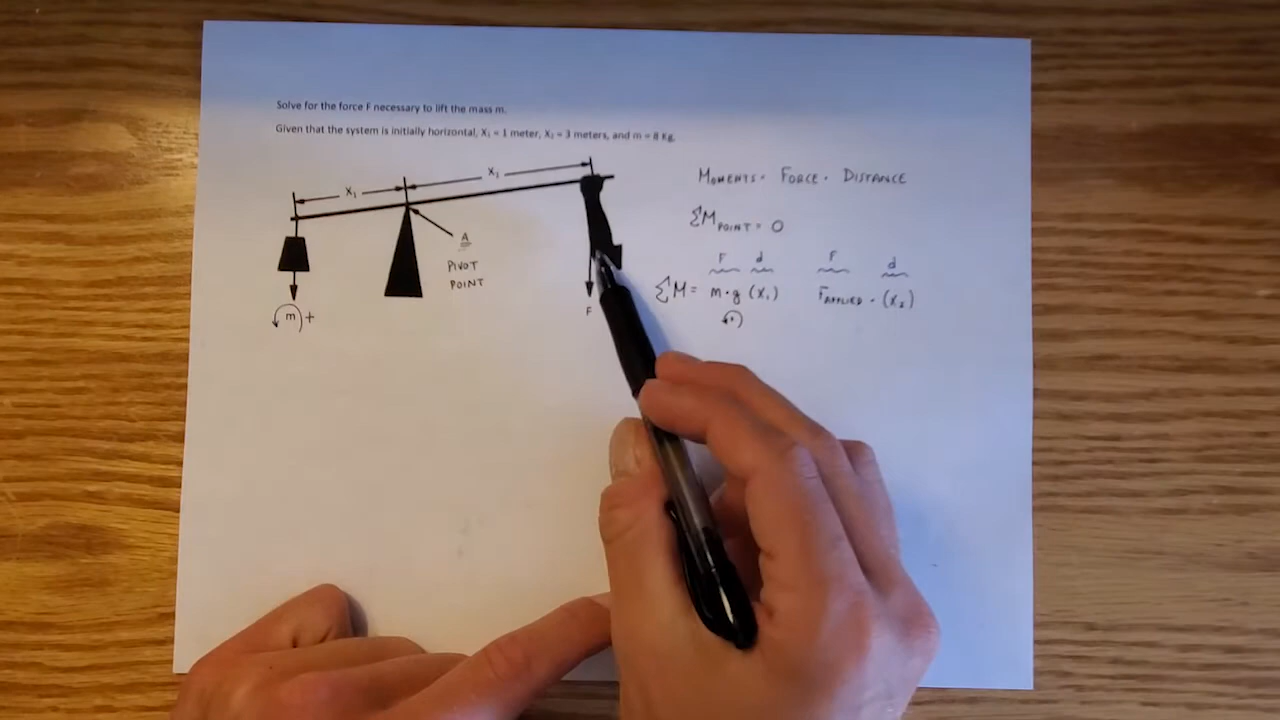 Solve for the force F necessary to lift the mass m.
Given that the system is initially horizontal, X₁ = 1 meter, X₂ = 3 meters, and m = 8 Kg.
X₁
X₂
A
PIVOT
POINT
m +
F
MOMENTS = FORCE · DISTANCE
ΣM POINT = 0
F d F d
ΣM = m·g (X₁) F APPLIED · (X₂)
+